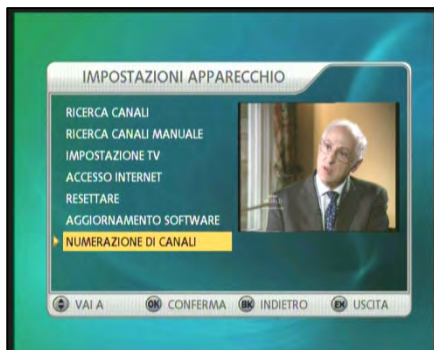 IMPOSTAZIONI APPARECCHIO
RICERCA CANALI
RICERCA CANALI MANUALE
IMPOSTAZIONE TV
ACCESSO INTERNET
RESETTARE
AGGIORNAMENTO SOFTWARE
NUMERAZIONE DI CANALI
VAI A OK CONFERMA BK INDIETRO EX USCITA